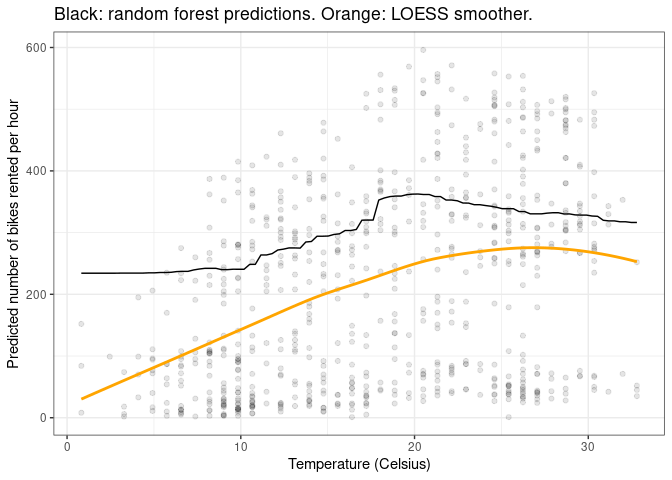 Black: random forest predictions. Orange: LOESS smoother.
Predicted number of bikes rented per hour
600
400
200
0
0 10 20 30
Temperature (Celsius)